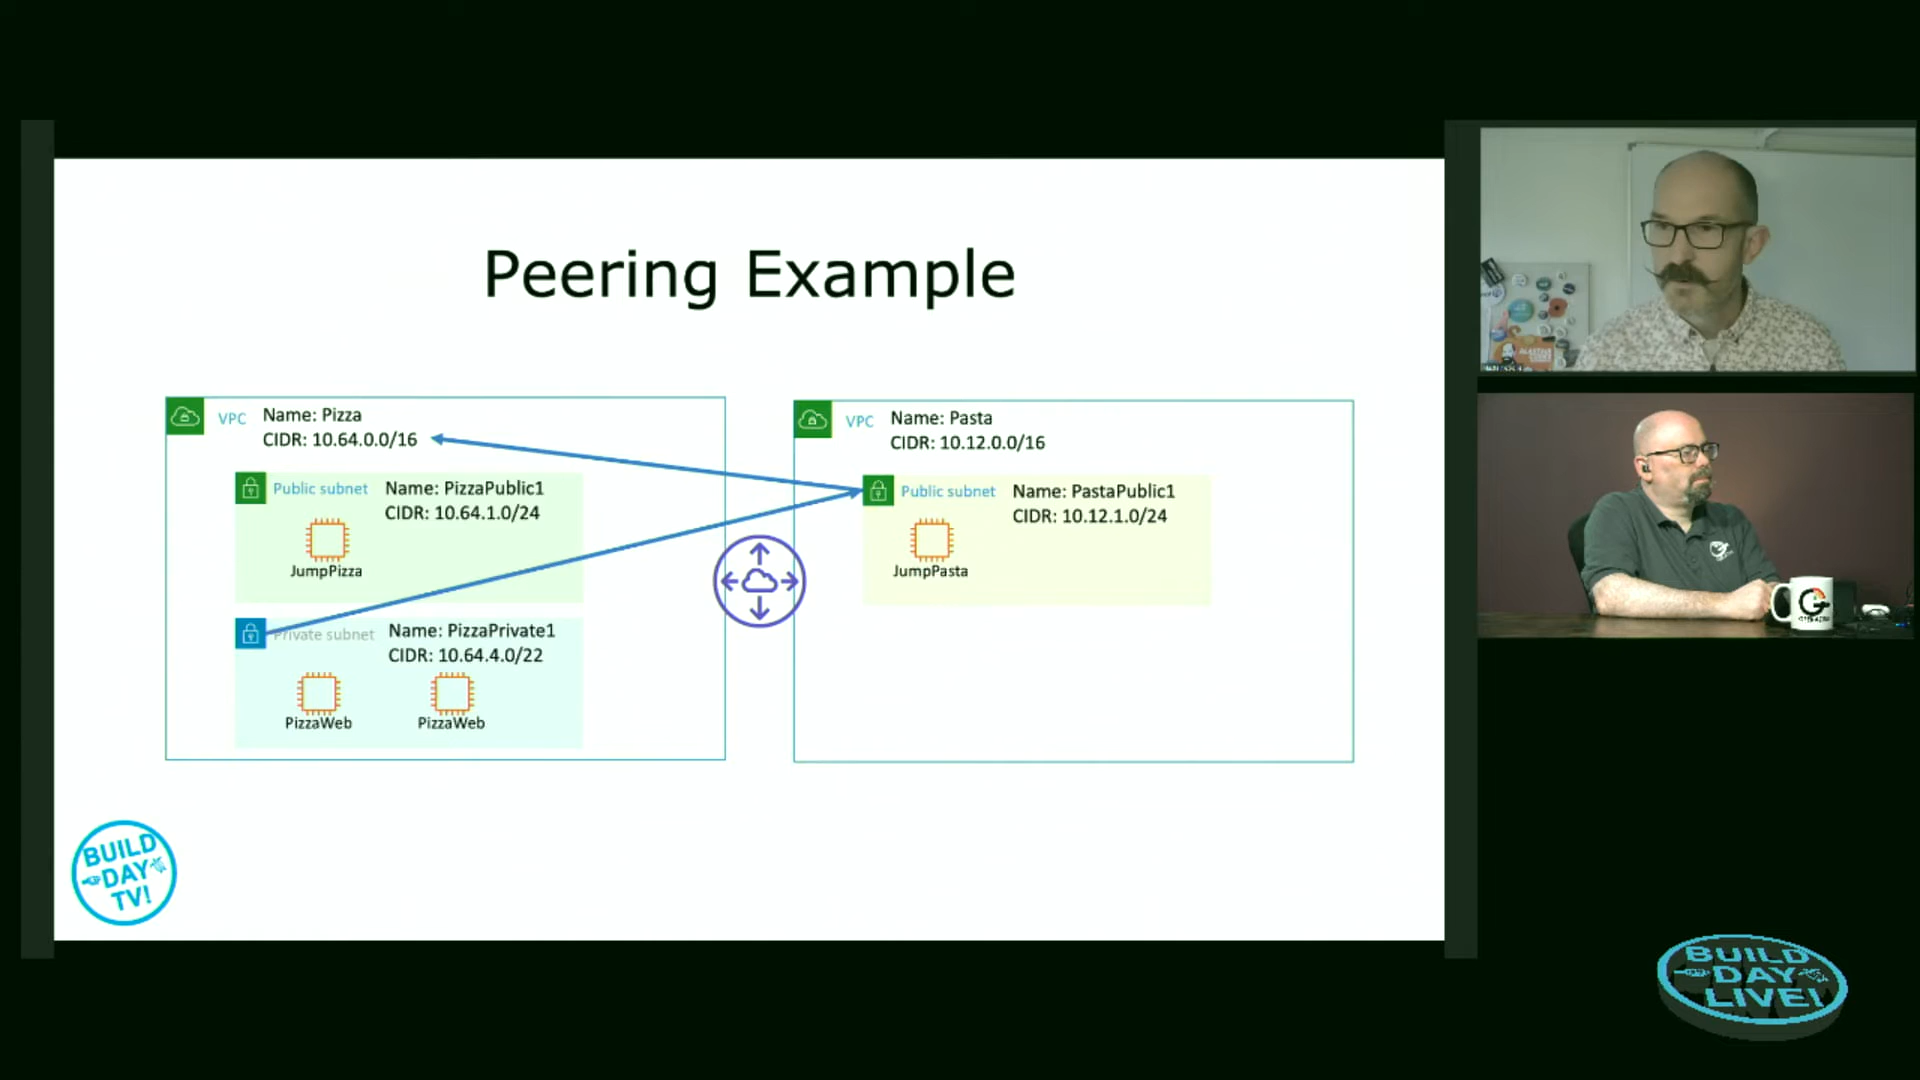 Peering Example
VPC
Name: Pizza
CIDR: 10.64.0.0/16
Public subnet
Name: PizzaPublic1
CIDR: 10.64.1.0/24
JumpPizza
Private subnet
Name: PizzaPrivate1
CIDR: 10.64.4.0/22
PizzaWeb
PizzaWeb
VPC
Name: Pasta
CIDR: 10.12.0.0/16
Public subnet
Name: PastaPublic1
CIDR: 10.12.1.0/24
JumpPasta
BUILD
DAY
TV!
ALASTAIR
BUILD
DAY
LIVE!